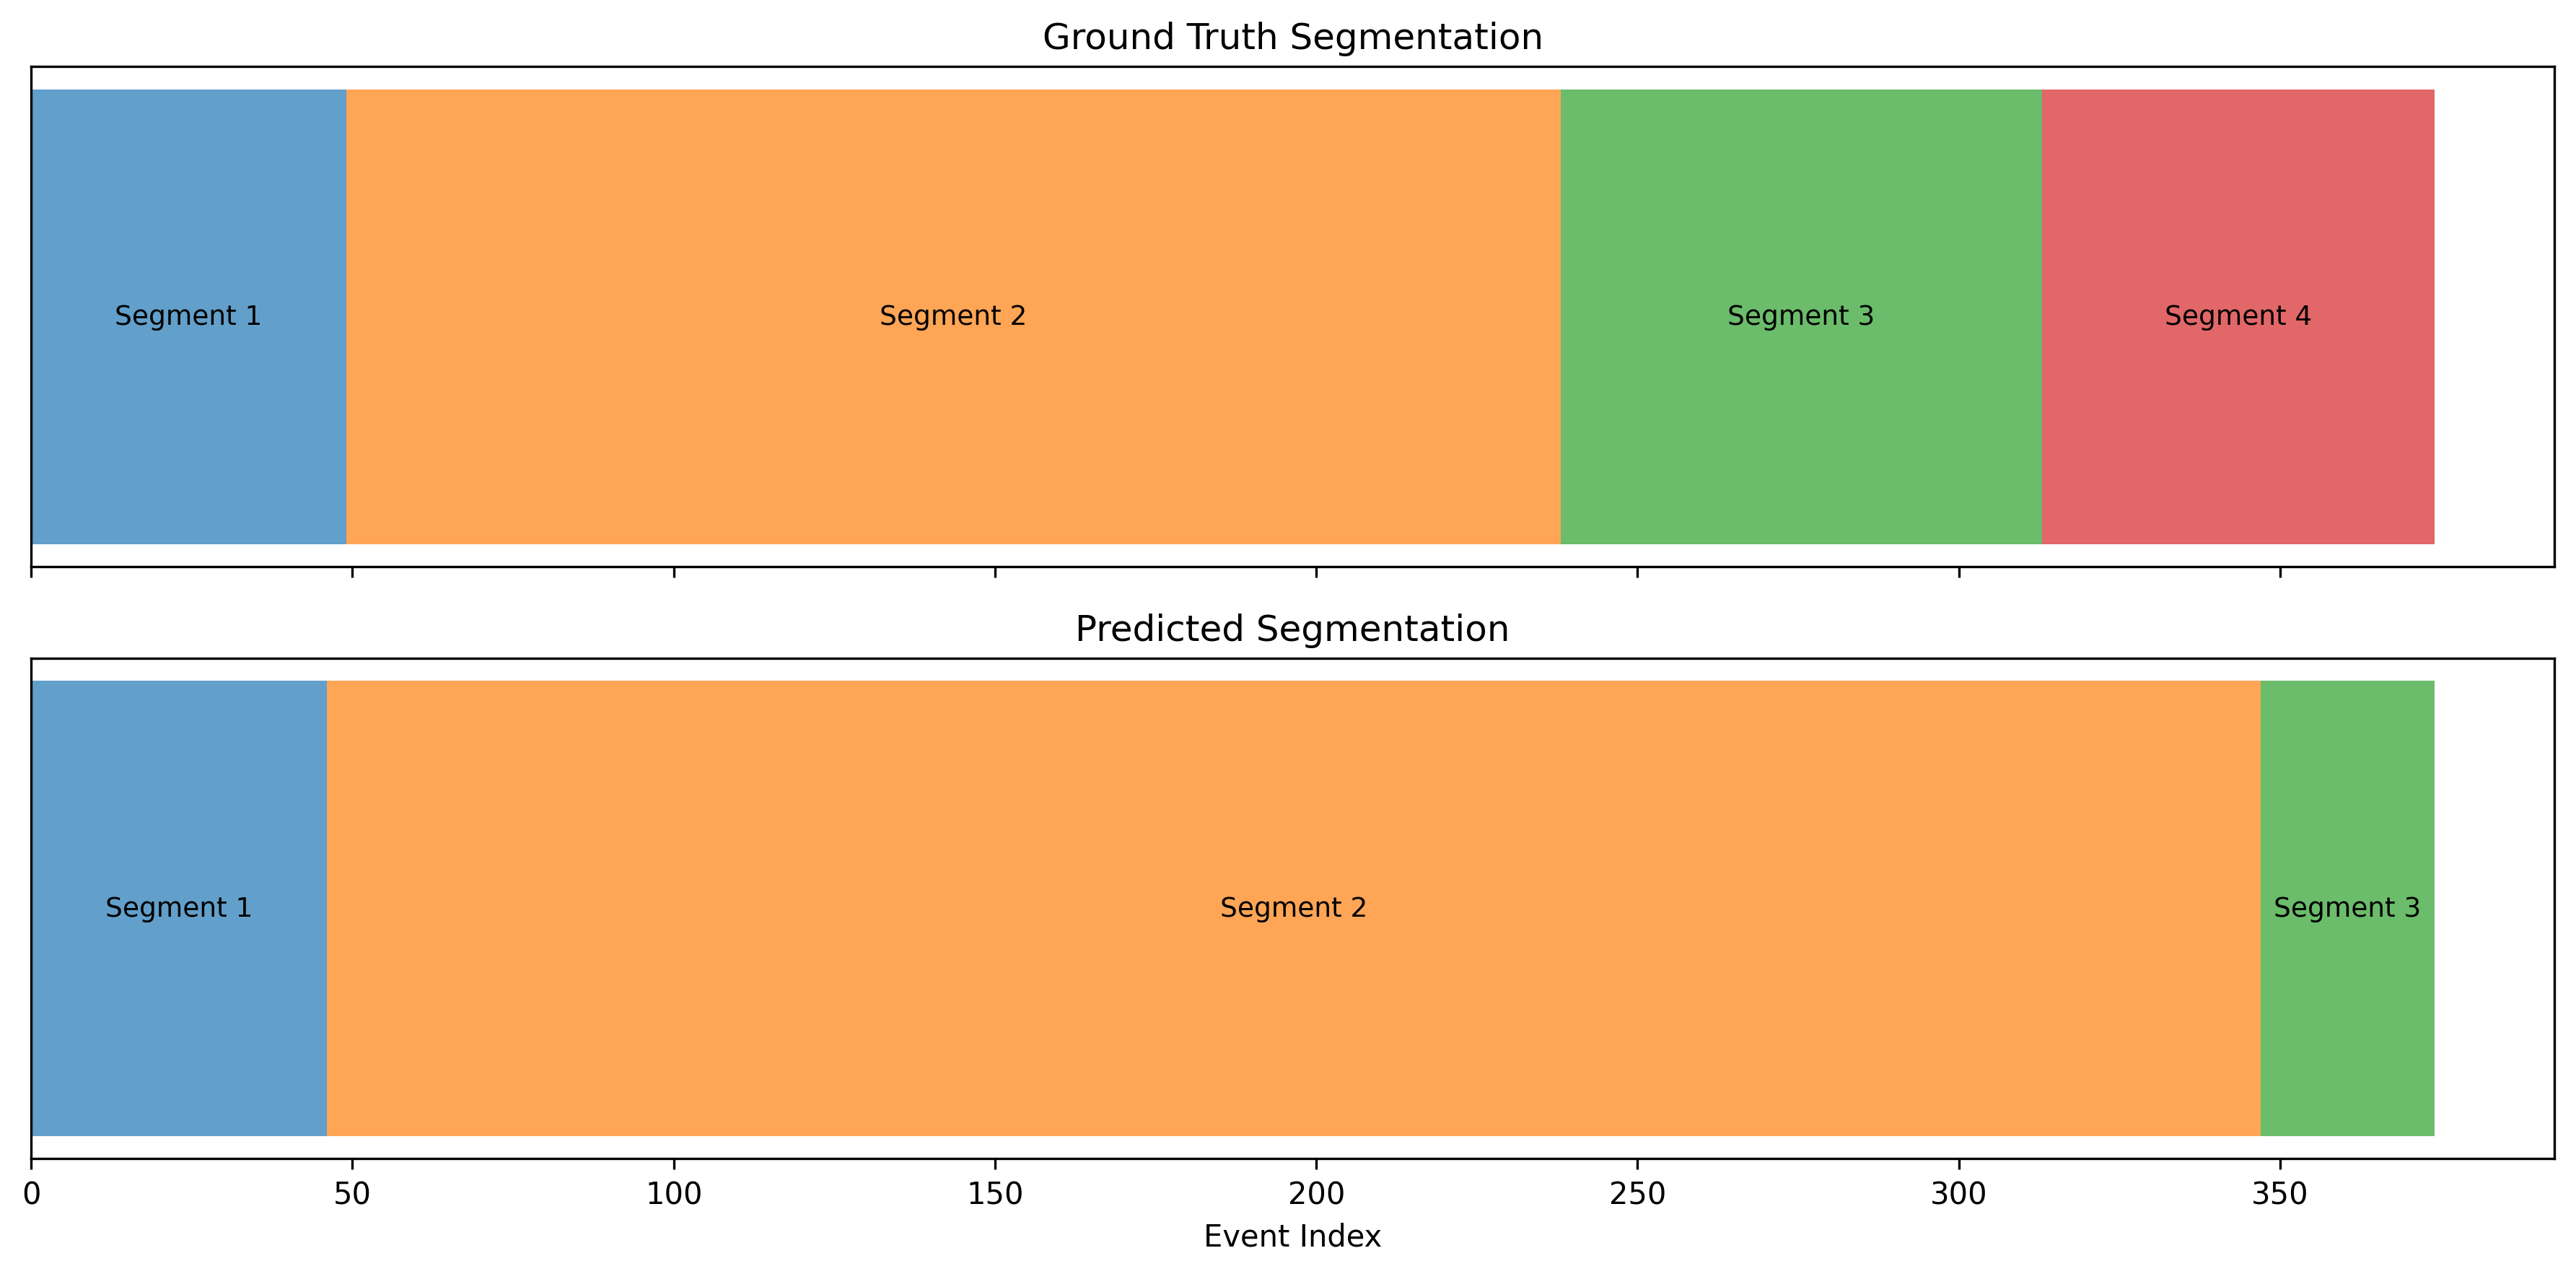 Ground Truth Segmentation
Segment 1
Segment 2
Segment 3
Segment 4
Predicted Segmentation
Segment 1
Segment 2
Segment 3
0 50 100 150 200 250 300 350
Event Index